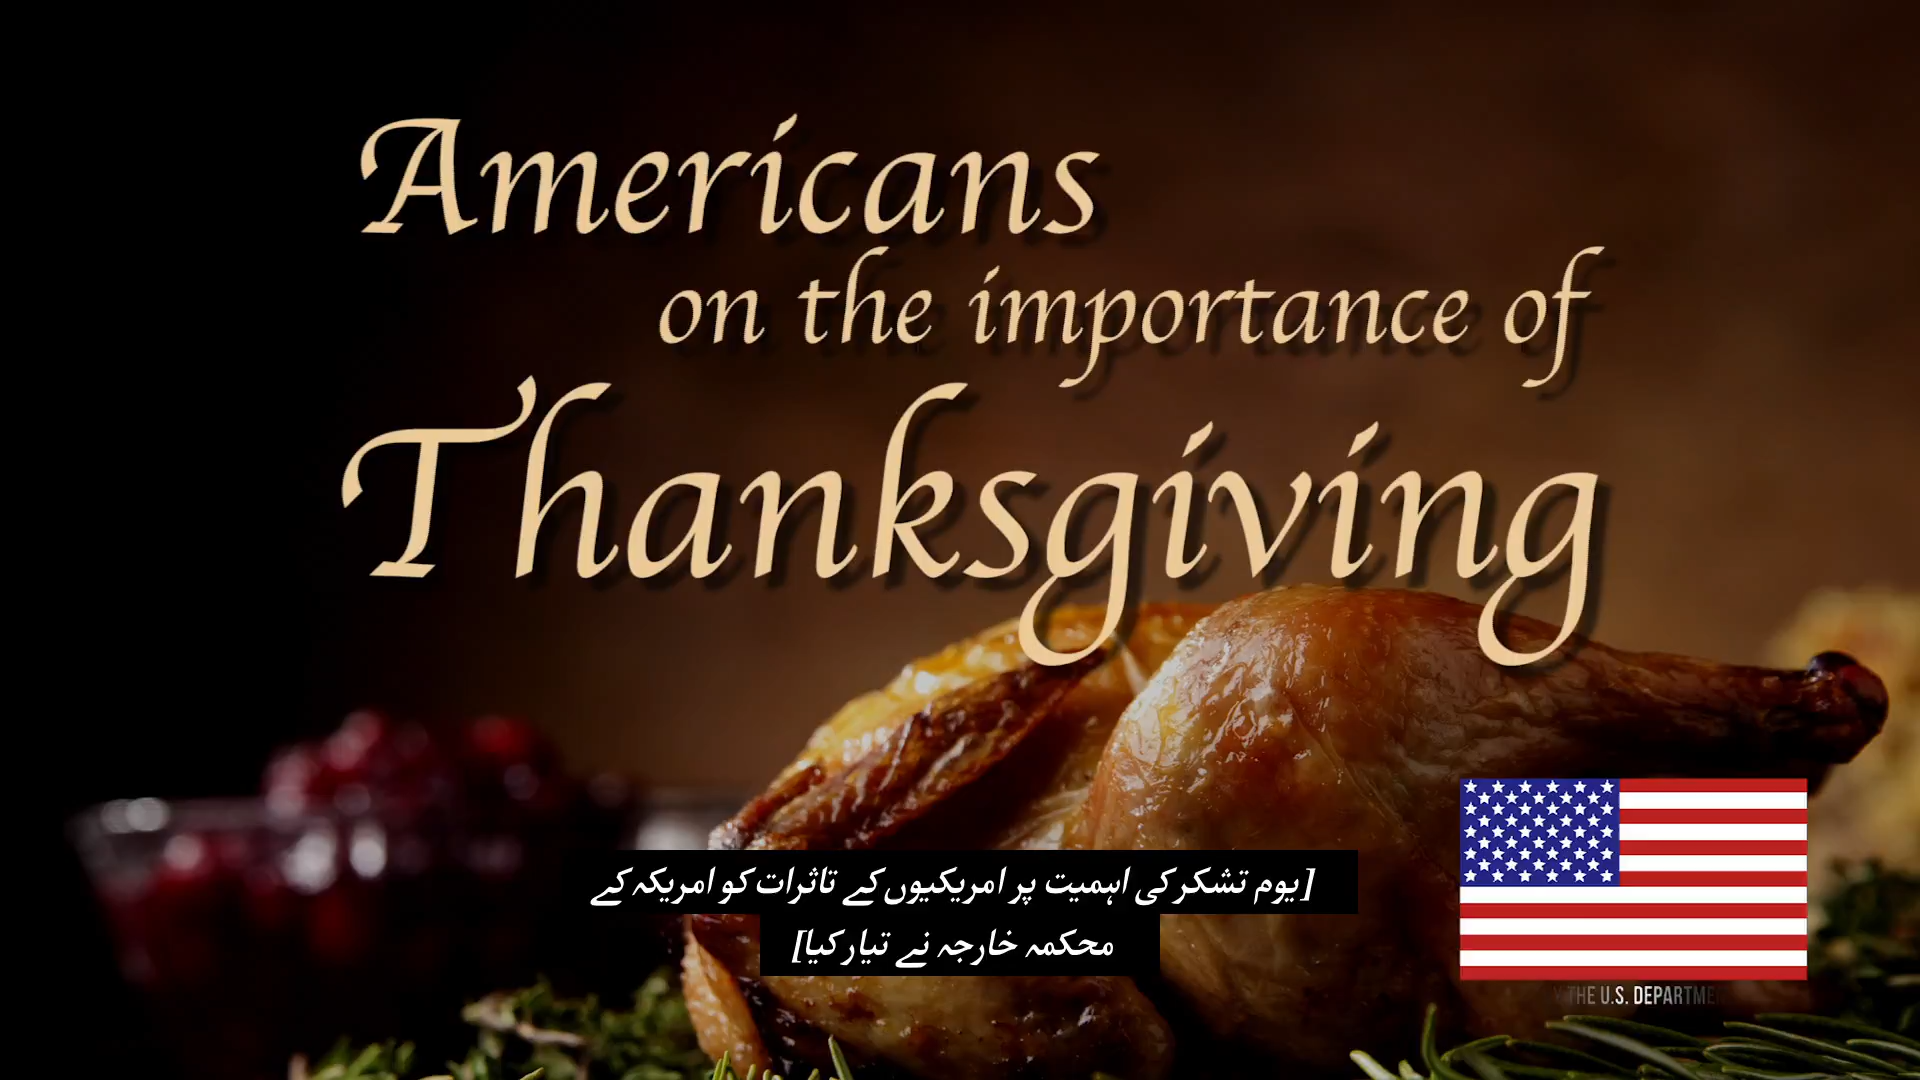 Americans
on the importance of
Thanksgiving
[یوم تشکر کی اہمیت پر امریکیوں کے تاثرات کو امریکہ کے
محکمہ خارجہ نے تیار کیا]
THE U.S.